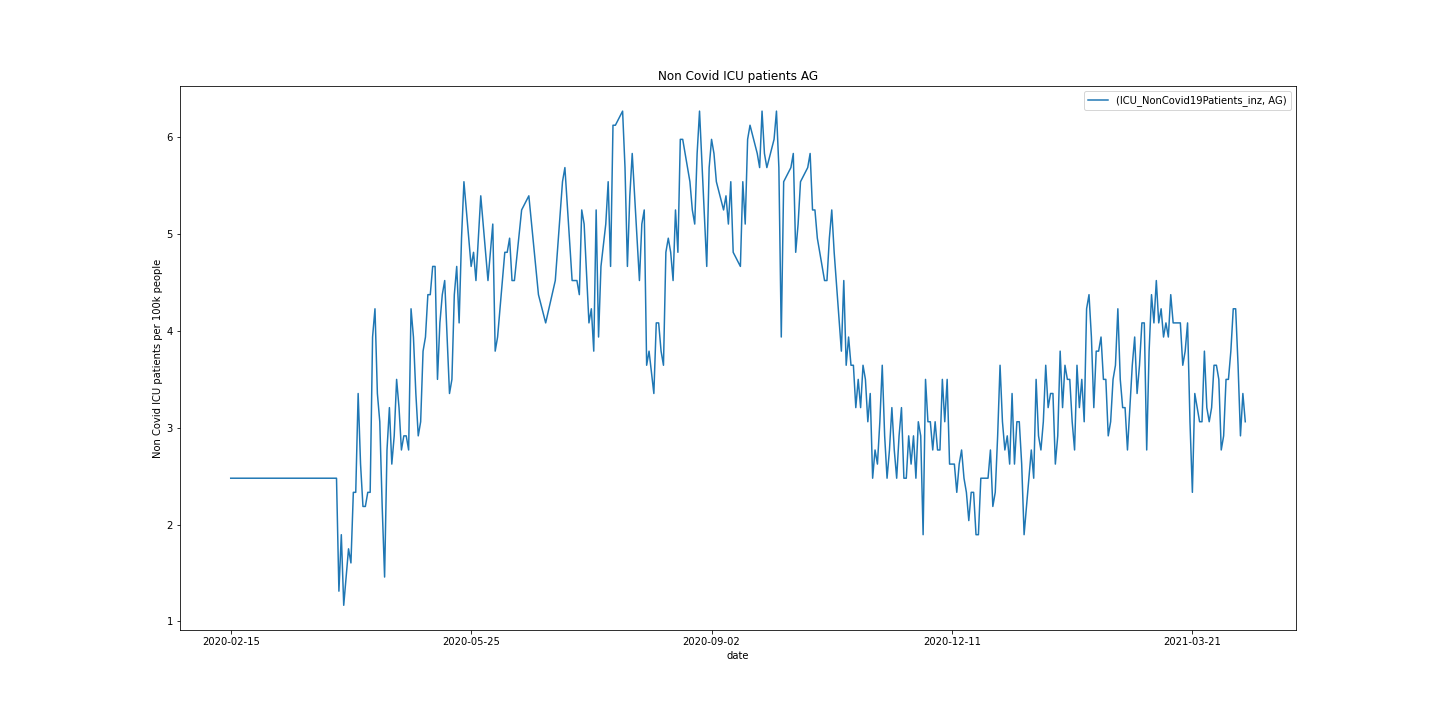 Non Covid ICU patients AG
(ICU_NonCovid19Patients_inz, AG)
Non Covid ICU patients per 100k people
6
5
4
3
2
1
2020-02-15
2020-05-25
2020-09-02
2020-12-11
2021-03-21
date